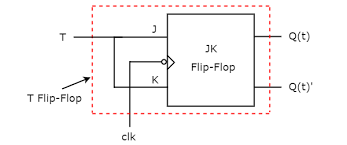 T
J
JK
Flip-Flop
K
Q(t)
Q(t)'
T Flip-Flop
clk